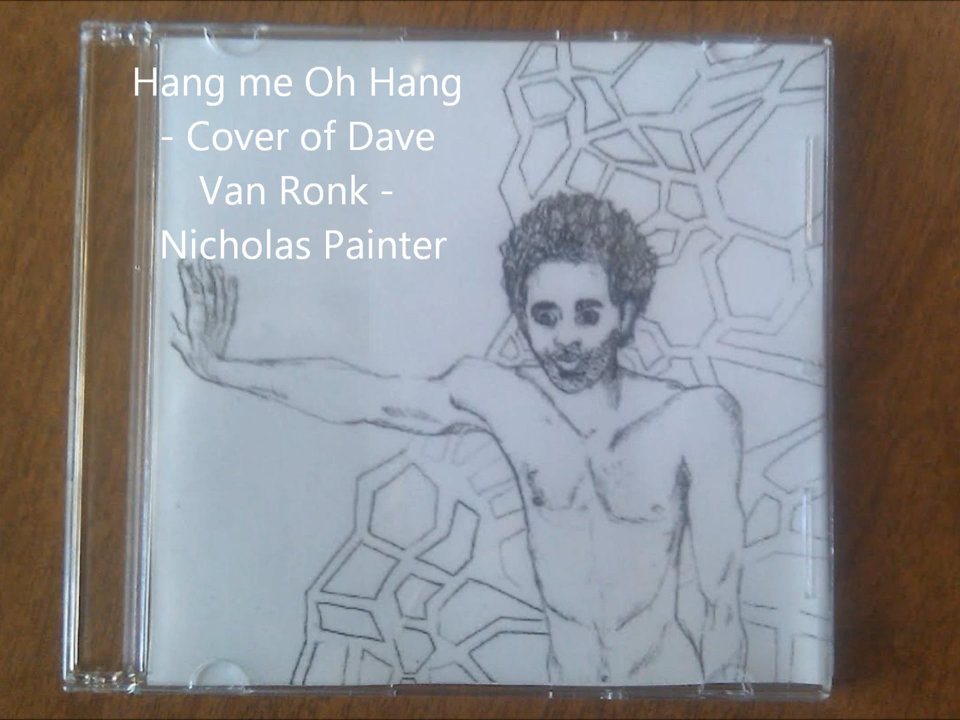 Hang me Oh Hang
- Cover of Dave
Van Ronk -
Nicholas Painter